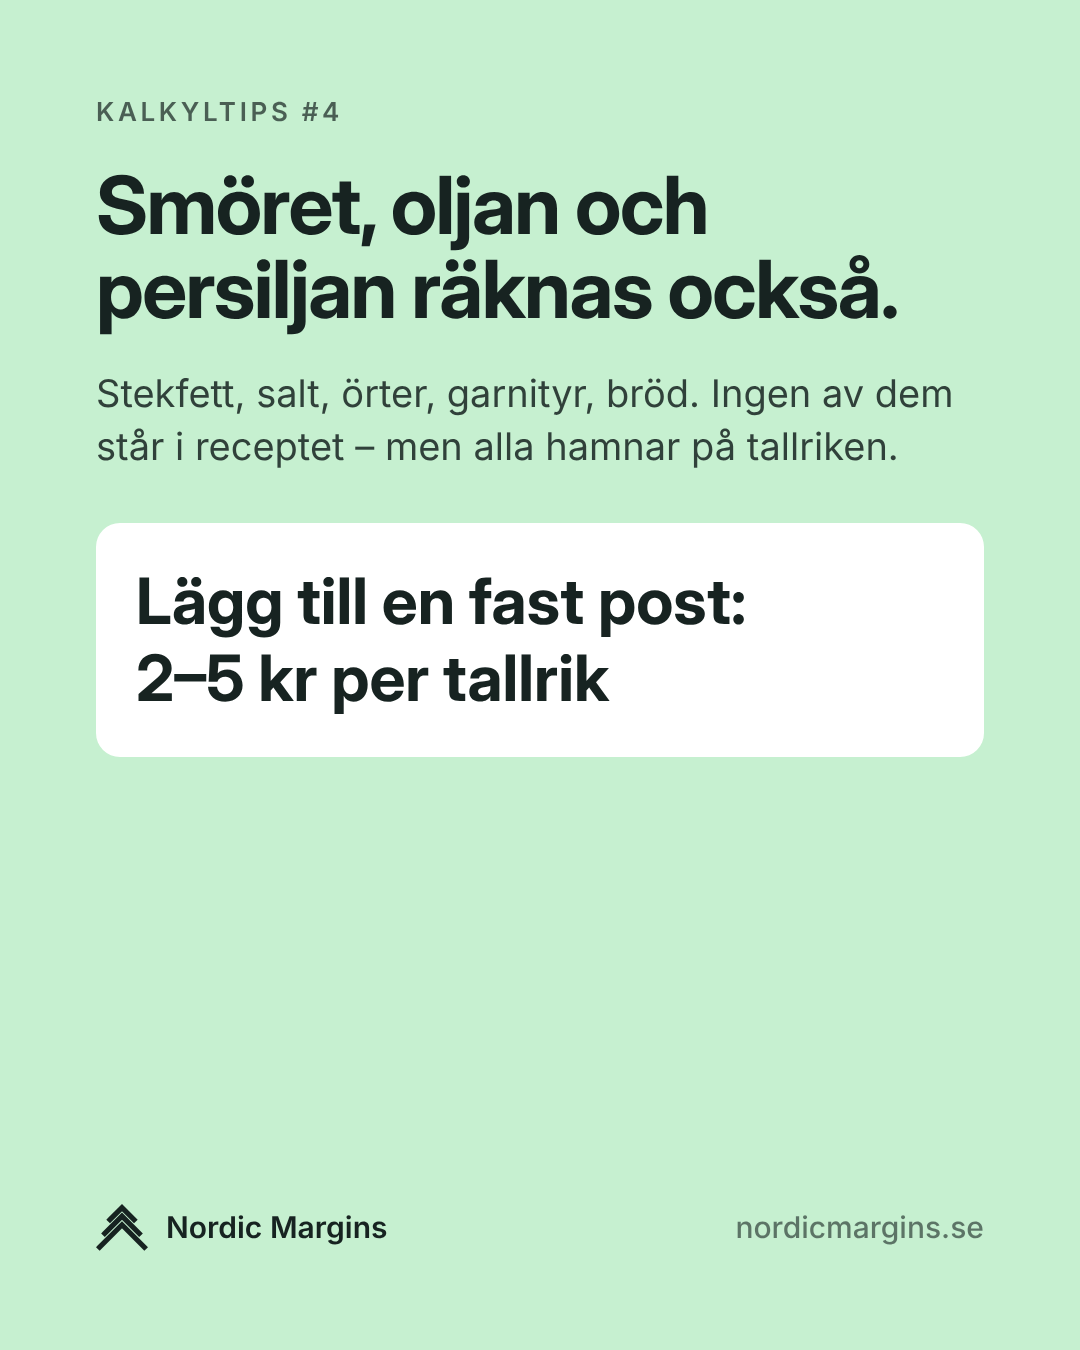 KALKYLTIPS #4
Smöret, oljan och
persiljan räknas också.
Stekfett, salt, örter, garnityr, bröd. Ingen av dem
står i receptet – men alla hamnar på tallriken.
Lägg till en fast post:
2–5 kr per tallrik
Nordic Margins
nordicmargins.se